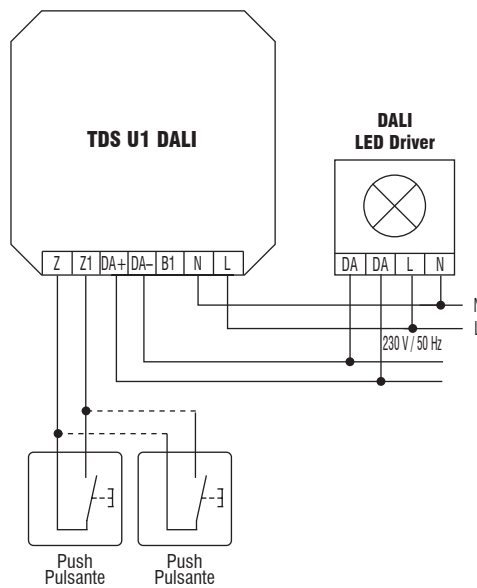 TDS U1 DALI
DALI
LED Driver
Z Z1 DA+ DA– B1 N L
DA DA L N
N
L
230 V / 50 Hz
Push
Pulsante
Push
Pulsante